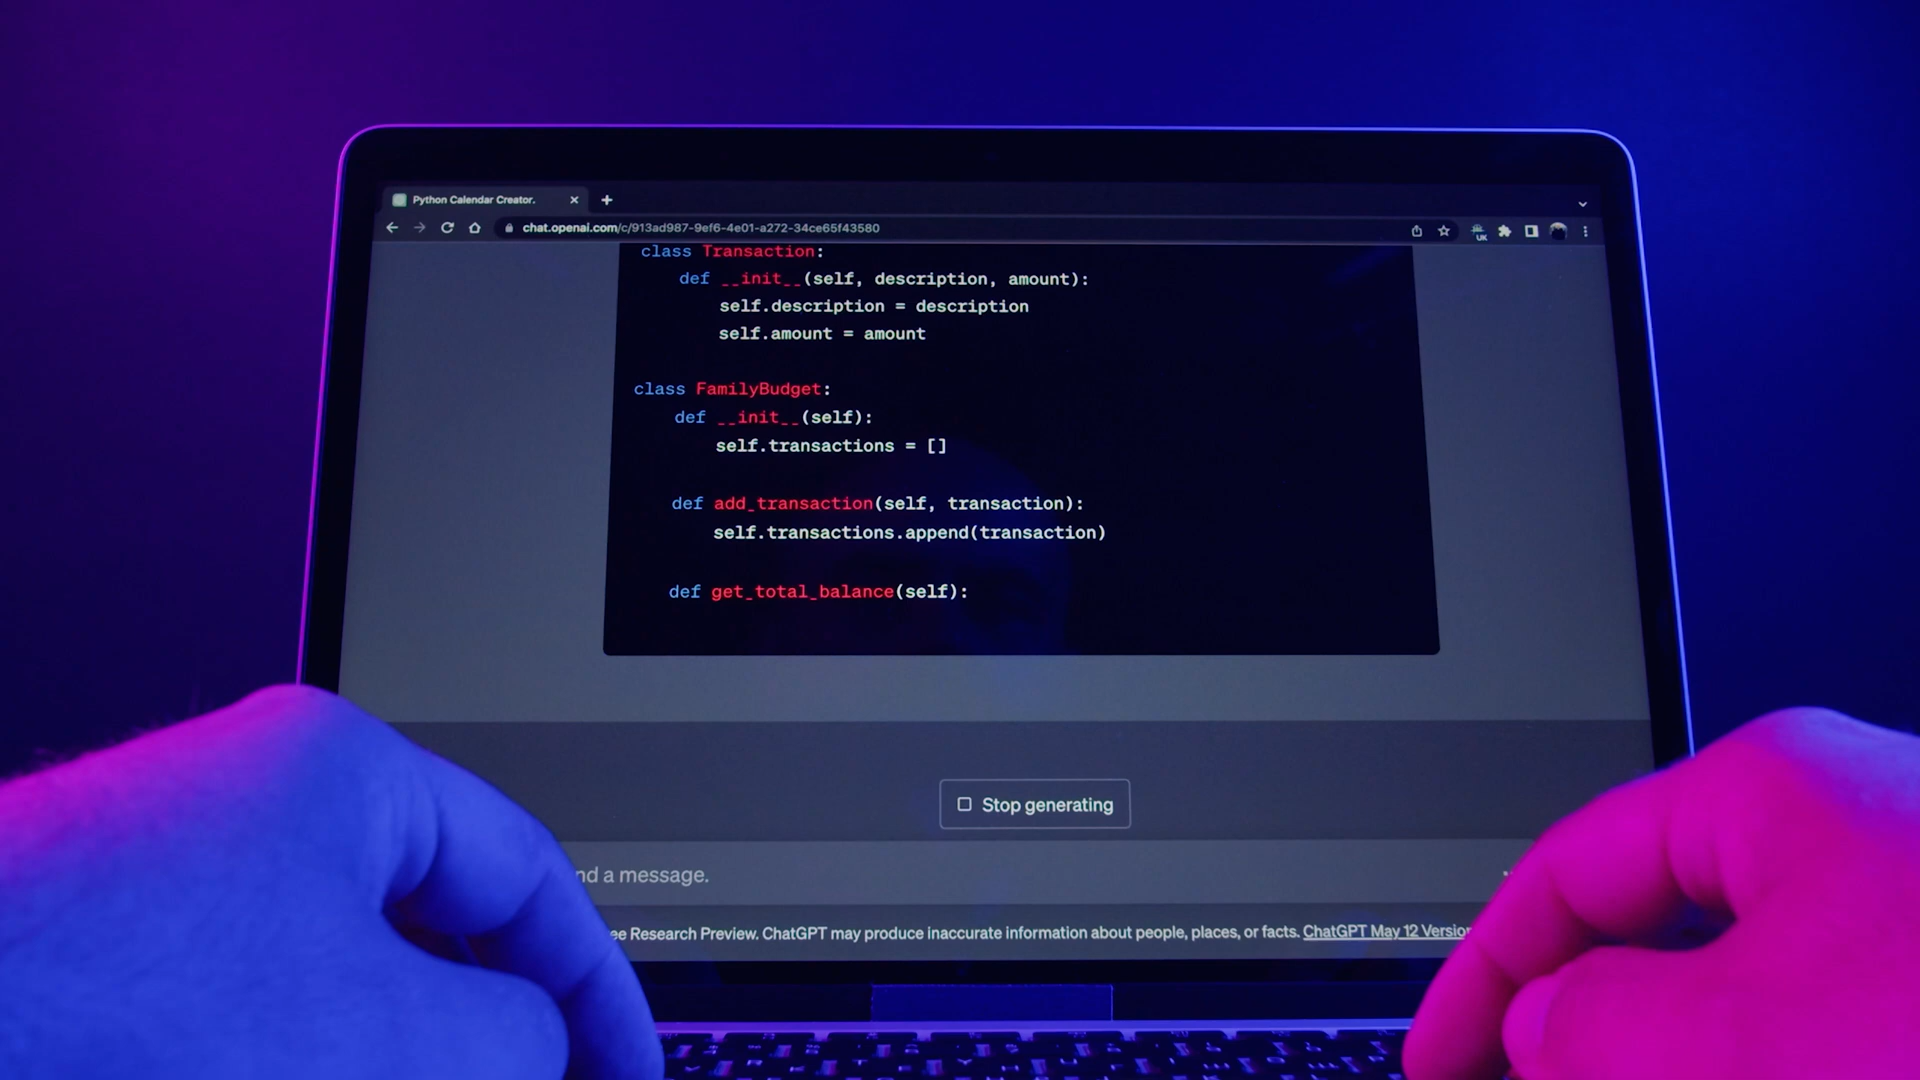 Python Calendar Creator.
chat.openai.com/c/913ad987-9ef6-4e01-a272-34ce65f43580
UK
class Transaction:
def __init__(self, description, amount):
self.description = description
self.amount = amount
class FamilyBudget:
def __init__(self):
self.transactions = []
def add_transaction(self, transaction):
self.transactions.append(transaction)
def get_total_balance(self):
Stop generating
nd a message.
ee Research Preview. ChatGPT may produce inaccurate information about people, places, or facts. ChatGPT May 12 Version